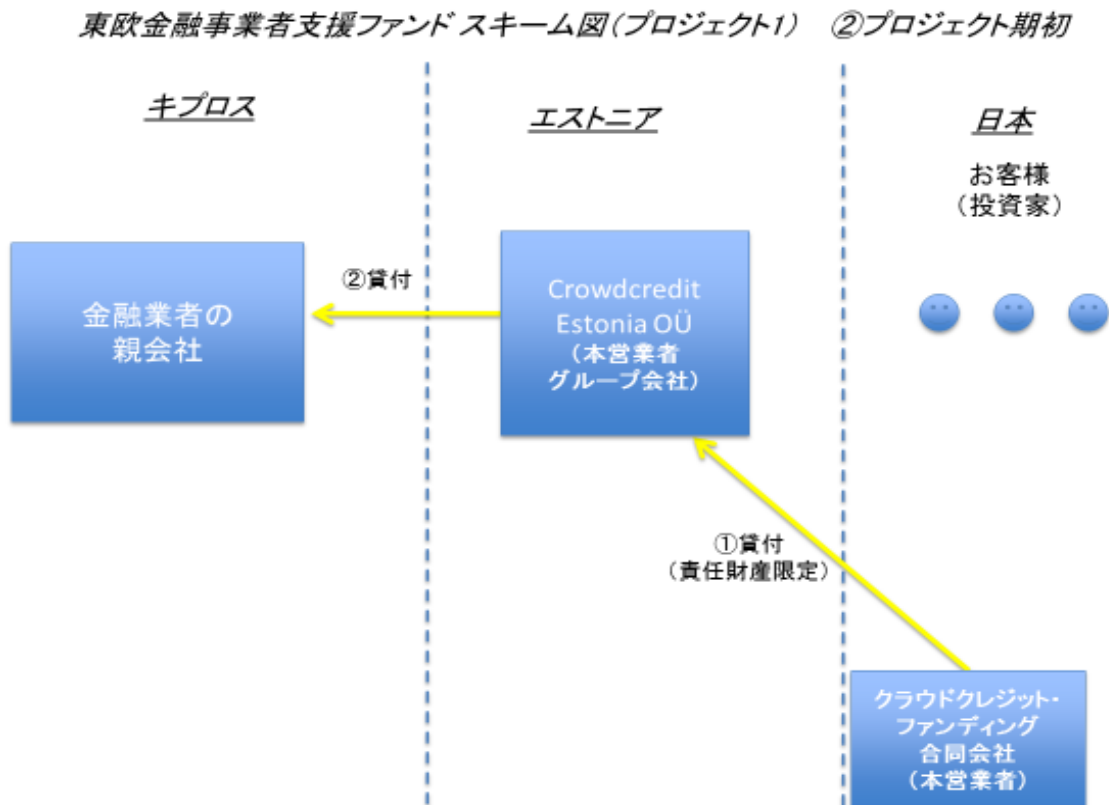 東欧金融事業者支援ファンド スキーム図(プロジェクト1) ②プロジェクト期初
キプロス
エストニア
日本
お客様
(投資家)
金融業者の
親会社
②貸付
Crowdcredit
Estonia OÜ
(本営業者
グループ会社)
①貸付
(責任財産限定)
クラウドクレジット・
ファンディング
合同会社
(本営業者)